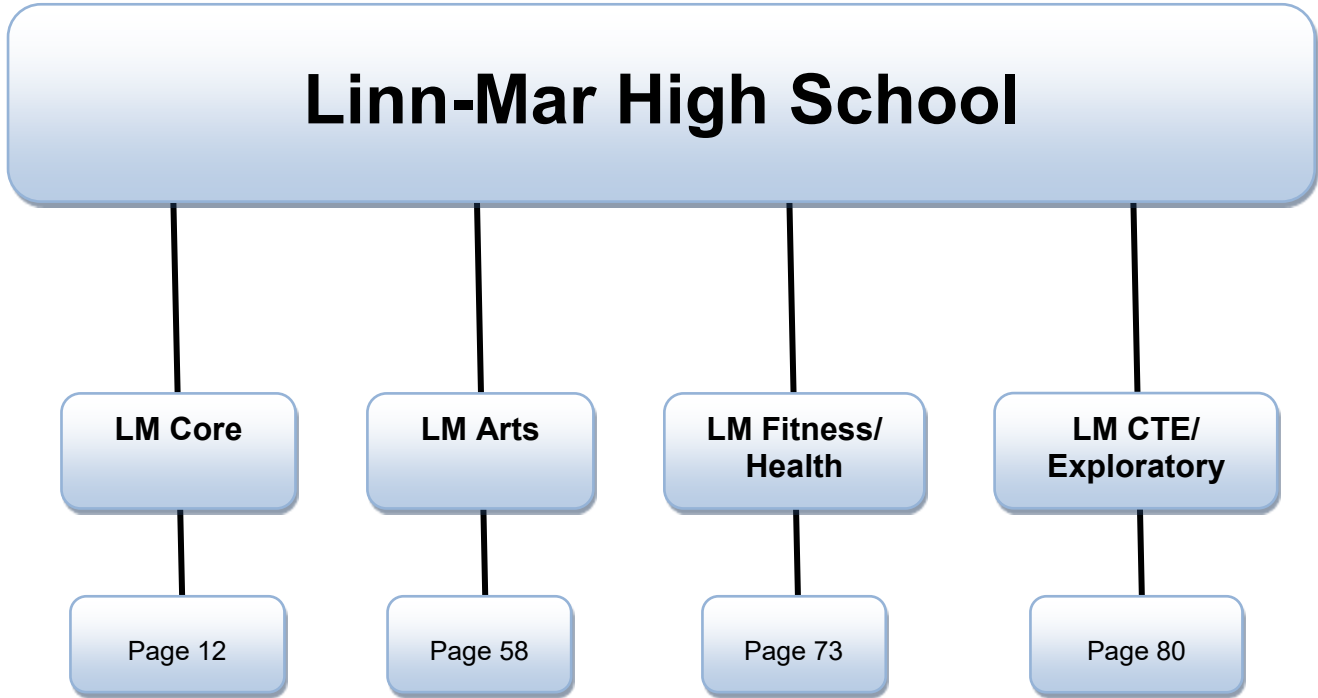 Linn-Mar High School
LM Core
LM Arts
LM Fitness/
Health
LM CTE/
Exploratory
Page 12
Page 58
Page 73
Page 80